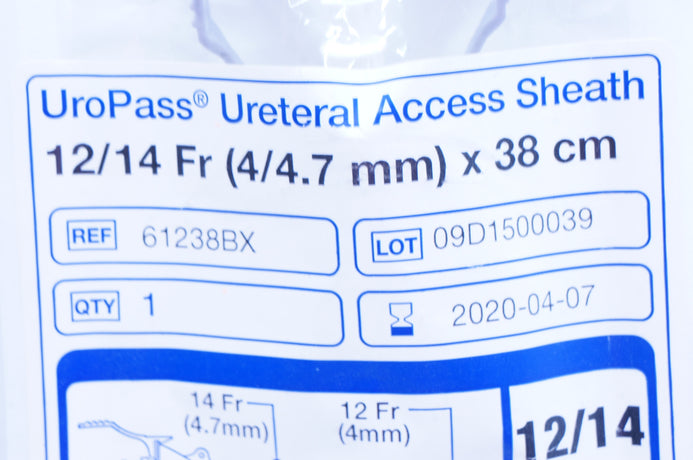 UroPass® Ureteral Access Sheath
12/14 Fr (4/4.7 mm) x 38 cm
REF 61238BX
LOT 09D1500039
QTY 1
2020-04-07
14 Fr
(4.7mm)
12 Fr
(4mm)
12/14